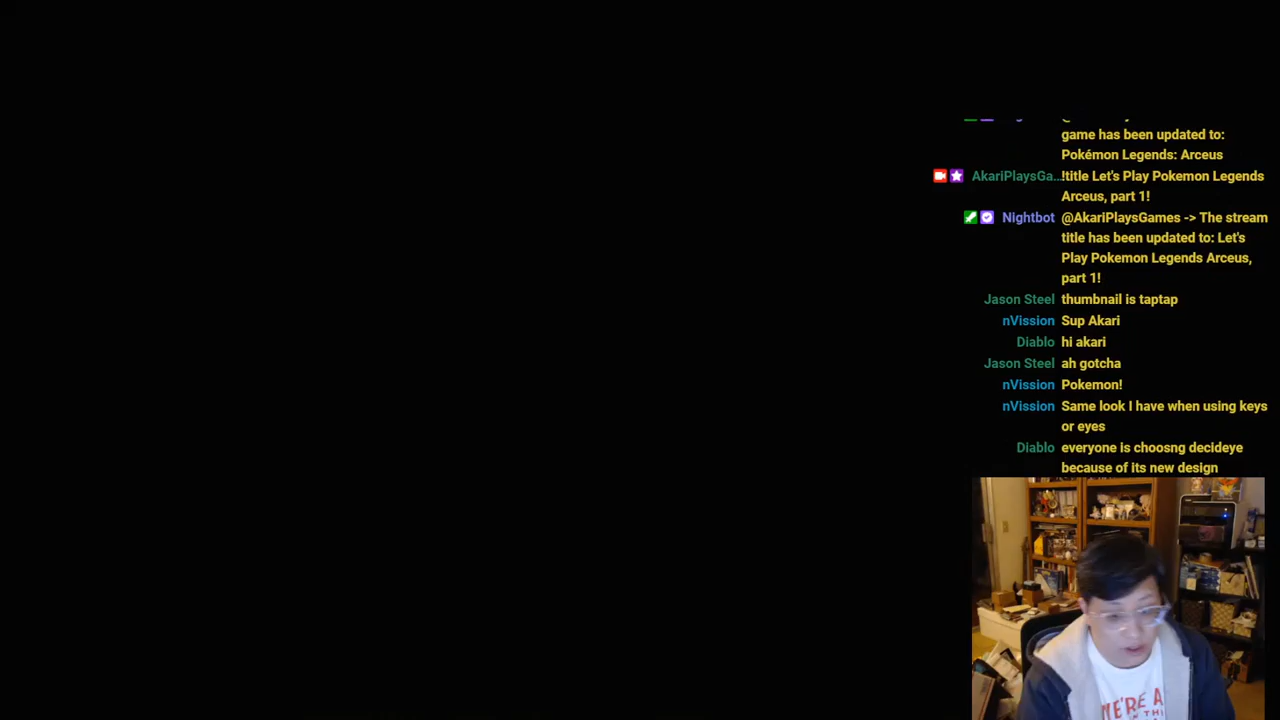 game has been updated to:
Pokémon Legends: Arceus
AkariPlaysGa... !title Let's Play Pokemon Legends
Arceus, part 1!
Nightbot @AkariPlaysGames -> The stream
title has been updated to: Let's
Play Pokemon Legends Arceus,
part 1!
Jason Steel thumbnail is taptap
nVission Sup Akari
Diablo hi akari
Jason Steel ah gotcha
nVission Pokemon!
nVission Same look I have when using keys
or eyes
Diablo everyone is choosng decideye
because of its new design